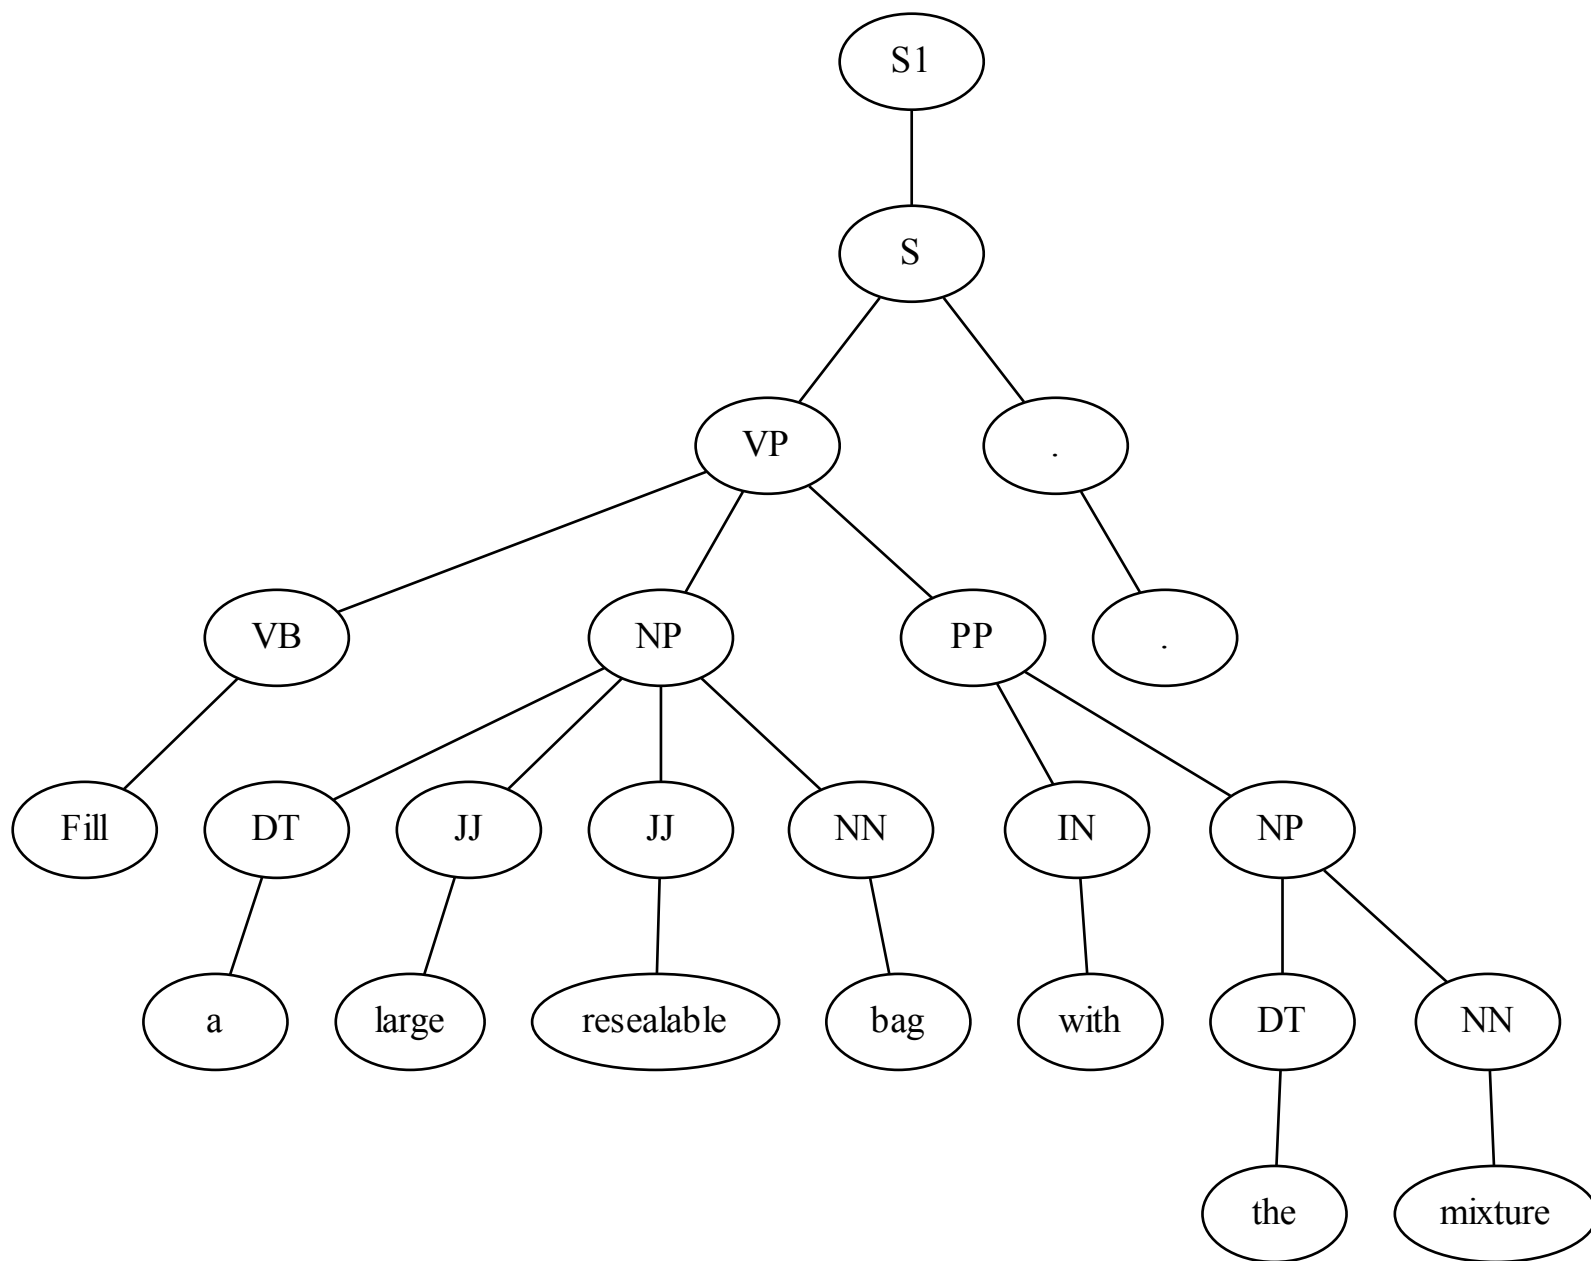 S1
S
VP .
VB NP PP .
Fill DT JJ JJ NN IN NP
a large resealable bag with DT NN
the mixture